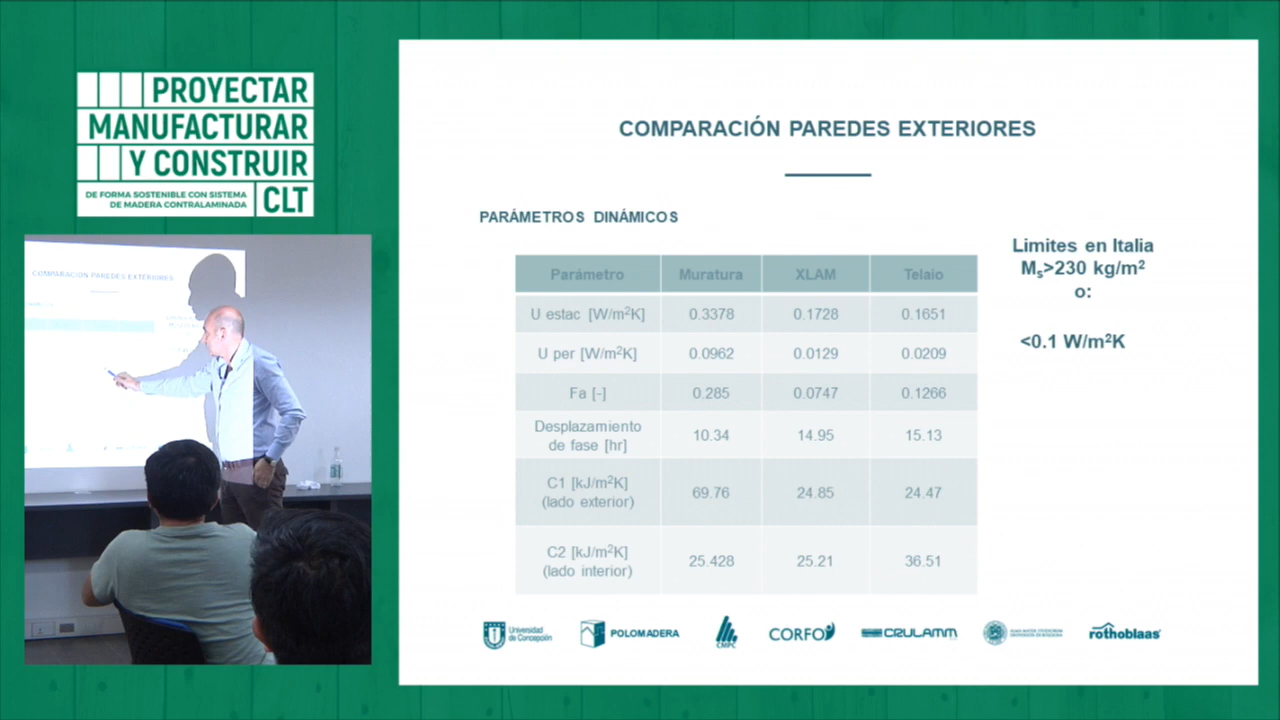 PROYECTAR
MANUFACTURAR
Y CONSTRUIR
DE FORMA SOSTENIBLE CON SISTEMA
DE MADERA CONTRALAMINADA
CLT
COMPARACIÓN PAREDES EXTERIORES
COMPARACIÓN PAREDES EXTERIORES
PARÁMETROS DINÁMICOS
Parámetro Muratura XLAM Telaio
U estac [W/m²K] 0.3378 0.1728 0.1651
U per [W/m²K] 0.0962 0.0129 0.0209
Fa [-] 0.285 0.0747 0.1266
Desplazamiento
de fase [hr] 10.34 14.95 15.13
C1 [kJ/m²K]
(lado exterior) 69.76 24.85 24.47
C2 [kJ/m²K]
(lado interior) 25.428 25.21 36.51
Limites en Italia
Ms>230 kg/m²
o:
<0.1 W/m²K
Universidad
de Concepción
POLOMADERA
CMPC
CORFO
CRULAMM
rothoblaas